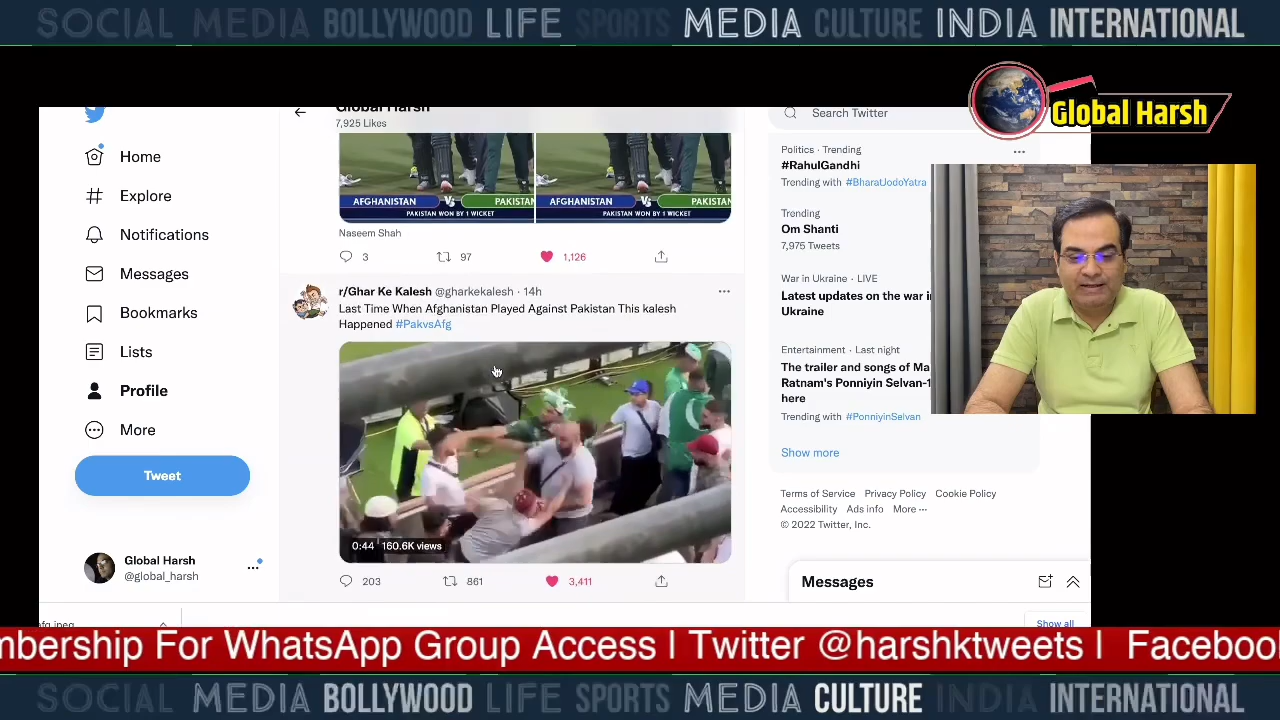 SOCIAL MEDIA BOLLYWOOD LIFE SPORTS MEDIA CULTURE INDIA INTERNATIONAL
Global Harsh
Global Harsh
7,925 Likes
Search Twitter
Home
Explore
Notifications
Messages
Bookmarks
Lists
Profile
More
Tweet
Global Harsh
@global_harsh
AFGHANISTAN VS PAKISTAN
PAKISTAN WON BY 1 WICKET
AFGHANISTAN VS PAKISTAN
PAKISTAN WON BY 1 WICKET
Naseem Shah
3 97 1,126
r/Ghar Ke Kalesh @gharkekalesh · 14h
Last Time When Afghanistan Played Against Pakistan This kalesh
Happened #PakvsAfg
0:44 160.6K views
203 861 3,411
Politics · Trending
#RahulGandhi
Trending with #BharatJodoYatra
Trending
Om Shanti
7,975 Tweets
War in Ukraine · LIVE
Latest updates on the war i
Ukraine
Entertainment · Last night
The trailer and songs of Ma
Ratnam's Ponniyin Selvan-1
here
Trending with #PonniyinSelvan
Show more
Terms of Service Privacy Policy Cookie Policy
Accessibility Ads info More ···
© 2022 Twitter, Inc.
Messages
Show all
mbership For WhatsApp Group Access | Twitter @harshktweets | Faceboo
SOCIAL MEDIA BOLLYWOOD LIFE SPORTS MEDIA CULTURE INDIA INTERNATIONAL